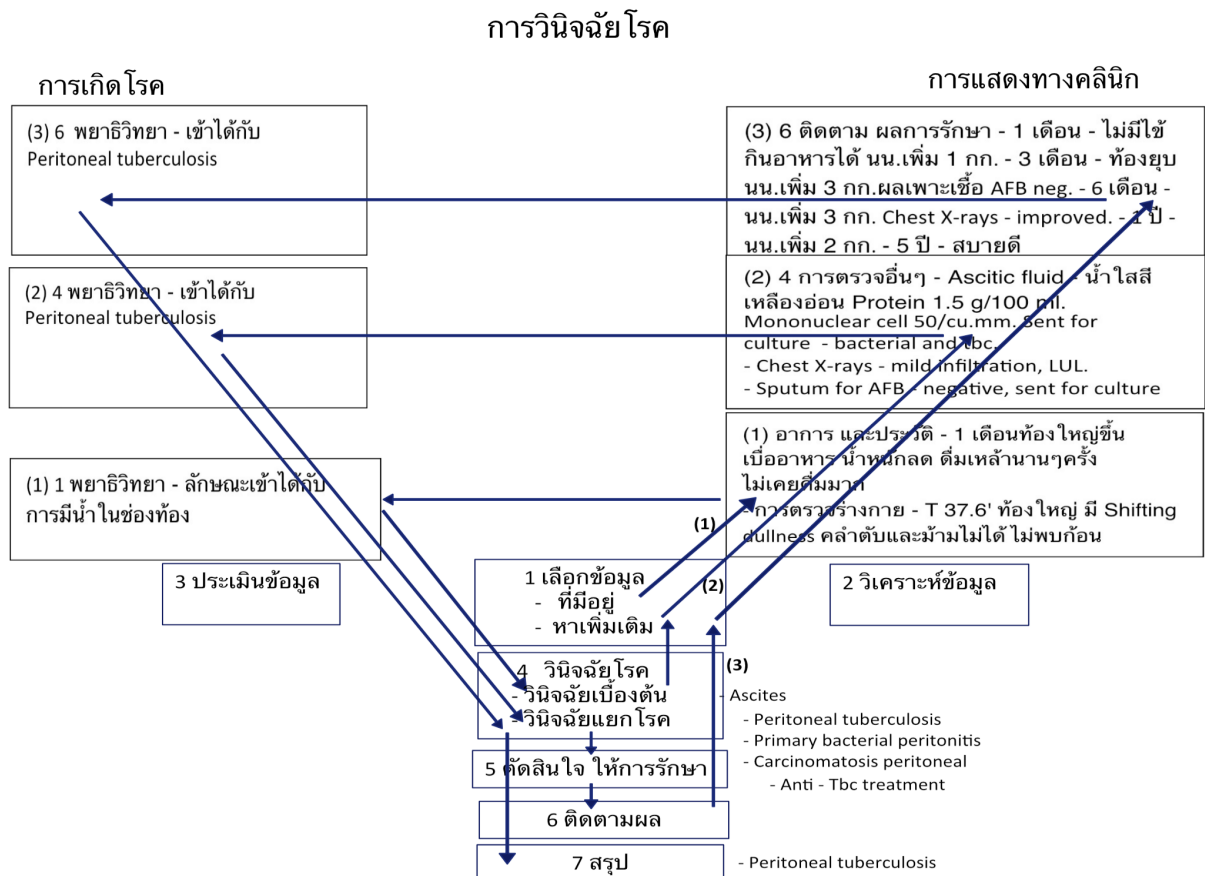 การวินิจฉัยโรค
การเกิดโรค
การแสดงทางคลินิก
(3) 6 พยาธิวิทยา - เข้าได้กับ
Peritoneal tuberculosis
(3) 6 ติดตาม ผลการรักษา - 1 เดือน - ไม่มีไข้
กินอาหารได้ นน.เพิ่ม 1 กก. - 3 เดือน - ท้องยุบ
นน.เพิ่ม 3 กก.ผลเพาะเชื้อ AFB neg. - 6 เดือน -
นน.เพิ่ม 3 กก. Chest X-rays - improved. - 1 ปี -
นน.เพิ่ม 2 กก. - 5 ปี - สบายดี
(2) 4 พยาธิวิทยา - เข้าได้กับ
Peritoneal tuberculosis
(2) 4 การตรวจอื่นๆ - Ascitic fluid - น้ำใสสี
เหลืองอ่อน Protein 1.5 g/100 ml.
Mononuclear cell 50/cu.mm. Sent for
culture - bacterial and tbc.
- Chest X-rays - mild infiltration, LUL.
- Sputum for AFB - negative, sent for culture
(1) 1 พยาธิวิทยา - ลักษณะเข้าได้กับ
การมีน้ำในช่องท้อง
(1) อาการ และประวัติ - 1 เดือนท้องใหญ่ขึ้น
เบื่ออาหาร น้ำหนักลด ดื่มเหล้านานๆครั้ง
ไม่เคยดื่มมาก
- การตรวจร่างกาย - T 37.6' ท้องใหญ่ มี Shifting
dullness คลำตับและม้ามไม่ได้ ไม่พบก้อน
(1)
3 ประเมินข้อมูล
1 เลือกข้อมูล
- ที่มีอยู่
- หาเพิ่มเติม
(2)
2 วิเคราะห์ข้อมูล
4 วินิจฉัยโรค
- วินิจฉัยเบื้องต้น
- วินิจฉัยแยกโรค
(3)
- Ascites
- Peritoneal tuberculosis
- Primary bacterial peritonitis
- Carcinomatosis peritoneal
5 ตัดสินใจ ให้การรักษา
- Anti - Tbc treatment
6 ติดตามผล
7 สรุป
- Peritoneal tuberculosis